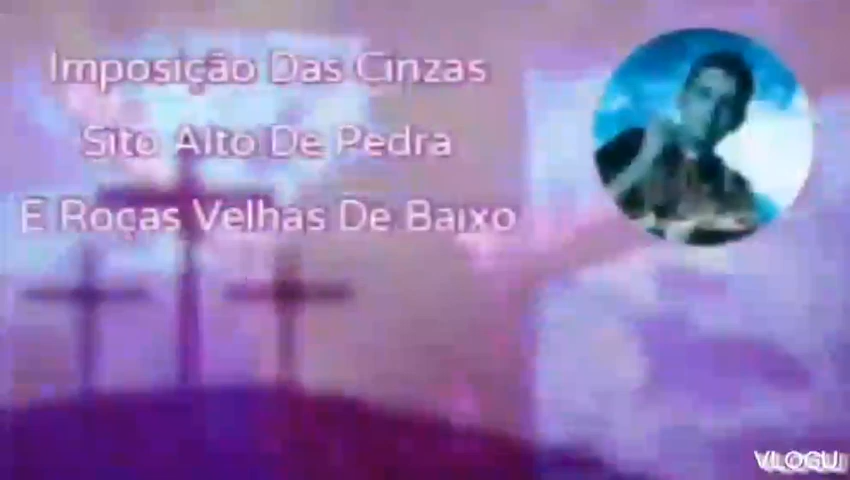 Imposição Das Cinzas
Sito Alto De Pedra
E Roças Velhas De Baixo
VLOGU